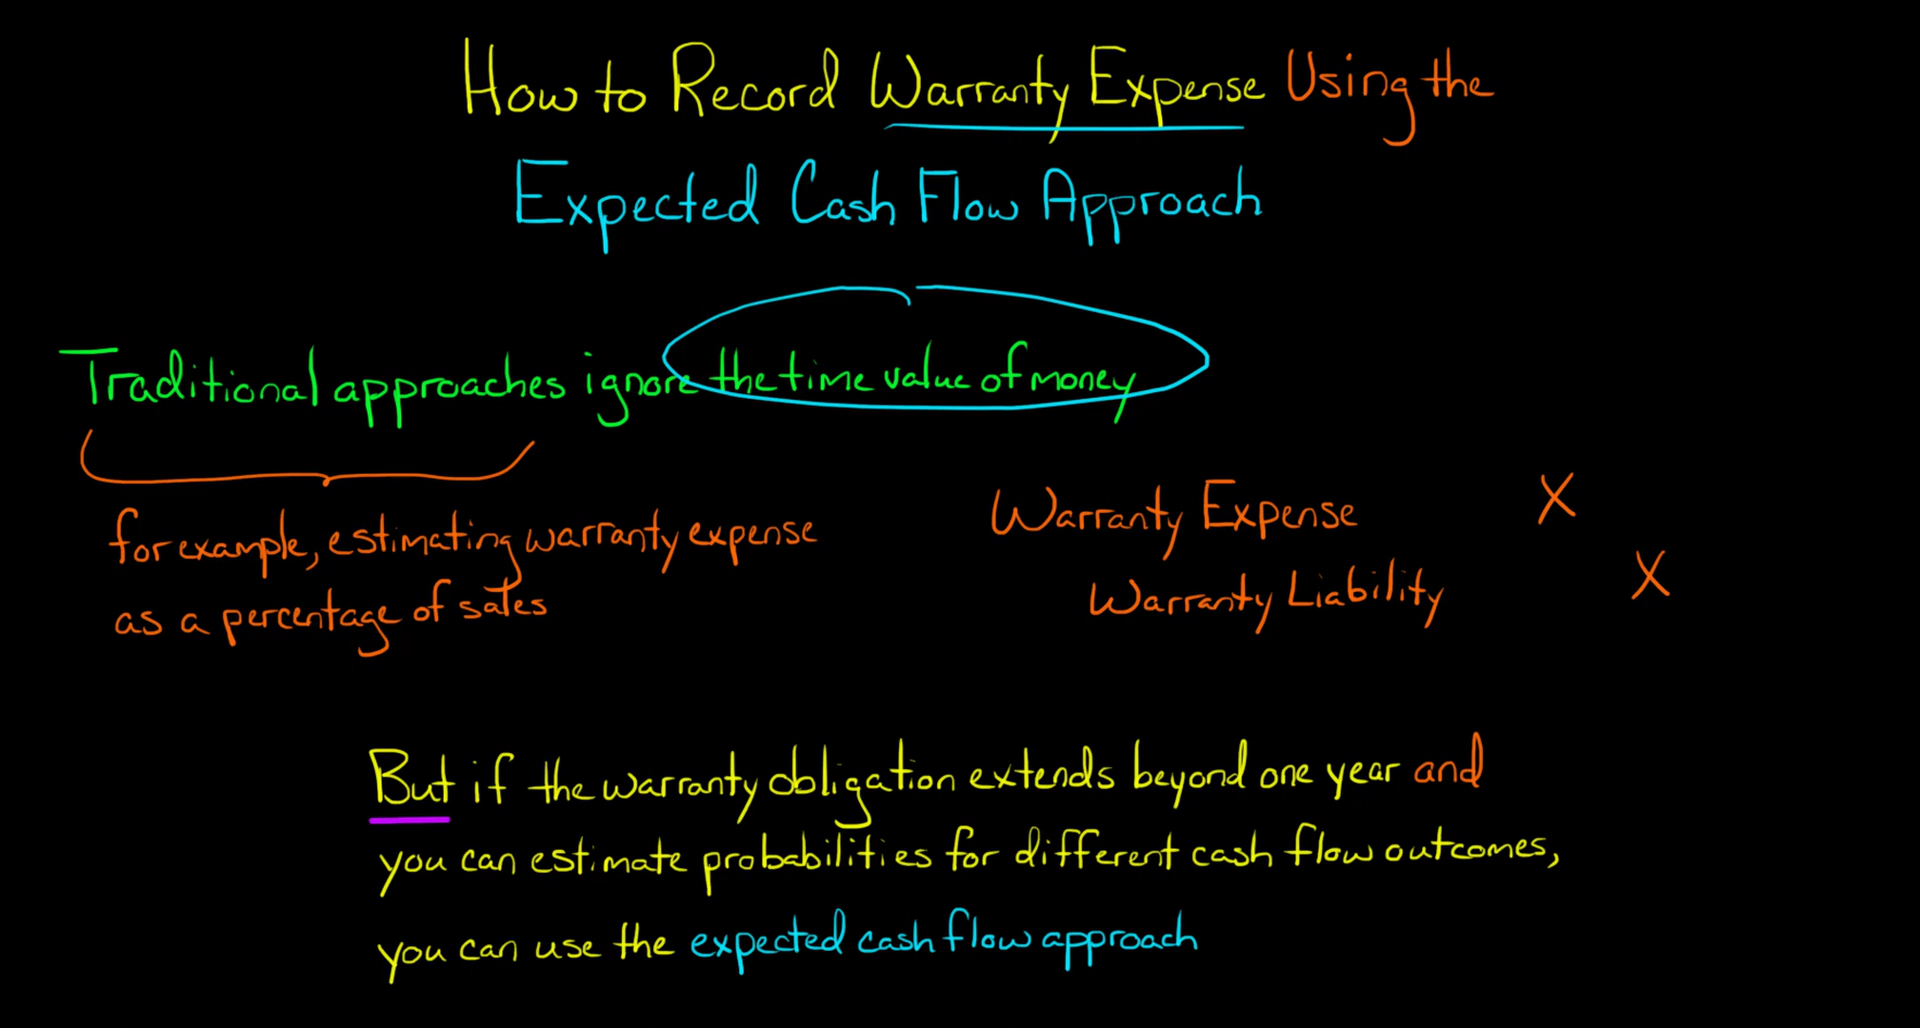 How to Record Warranty Expense Using the
Expected Cash Flow Approach
Traditional approaches ignore the time value of money
for example, estimating warranty expense
as a percentage of sales
Warranty Expense X
Warranty Liability X
But if the warranty obligation extends beyond one year and
you can estimate probabilities for different cash flow outcomes,
you can use the expected cash flow approach